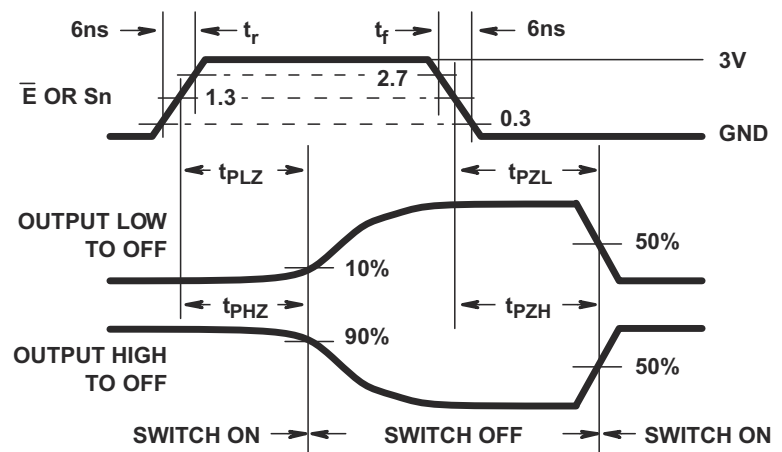 6ns tr tf 6ns
3V
2.7
E OR Sn 1.3
0.3
GND
tPLZ tPZL
OUTPUT LOW
TO OFF
50%
10%
tPHZ tPZH
90%
OUTPUT HIGH
TO OFF
50%
SWITCH ON SWITCH OFF SWITCH ON